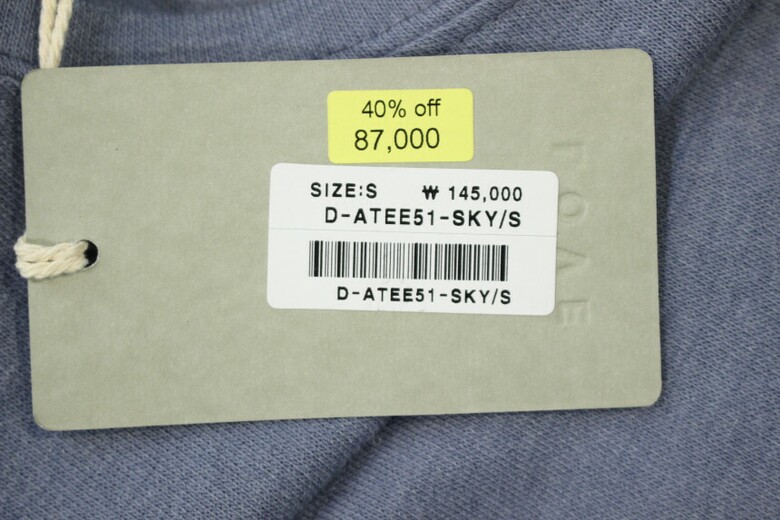 40% off
87,000
SIZE:S ₩ 145,000
D-ATEE51-SKY/S
D-ATEE51-SKY/S